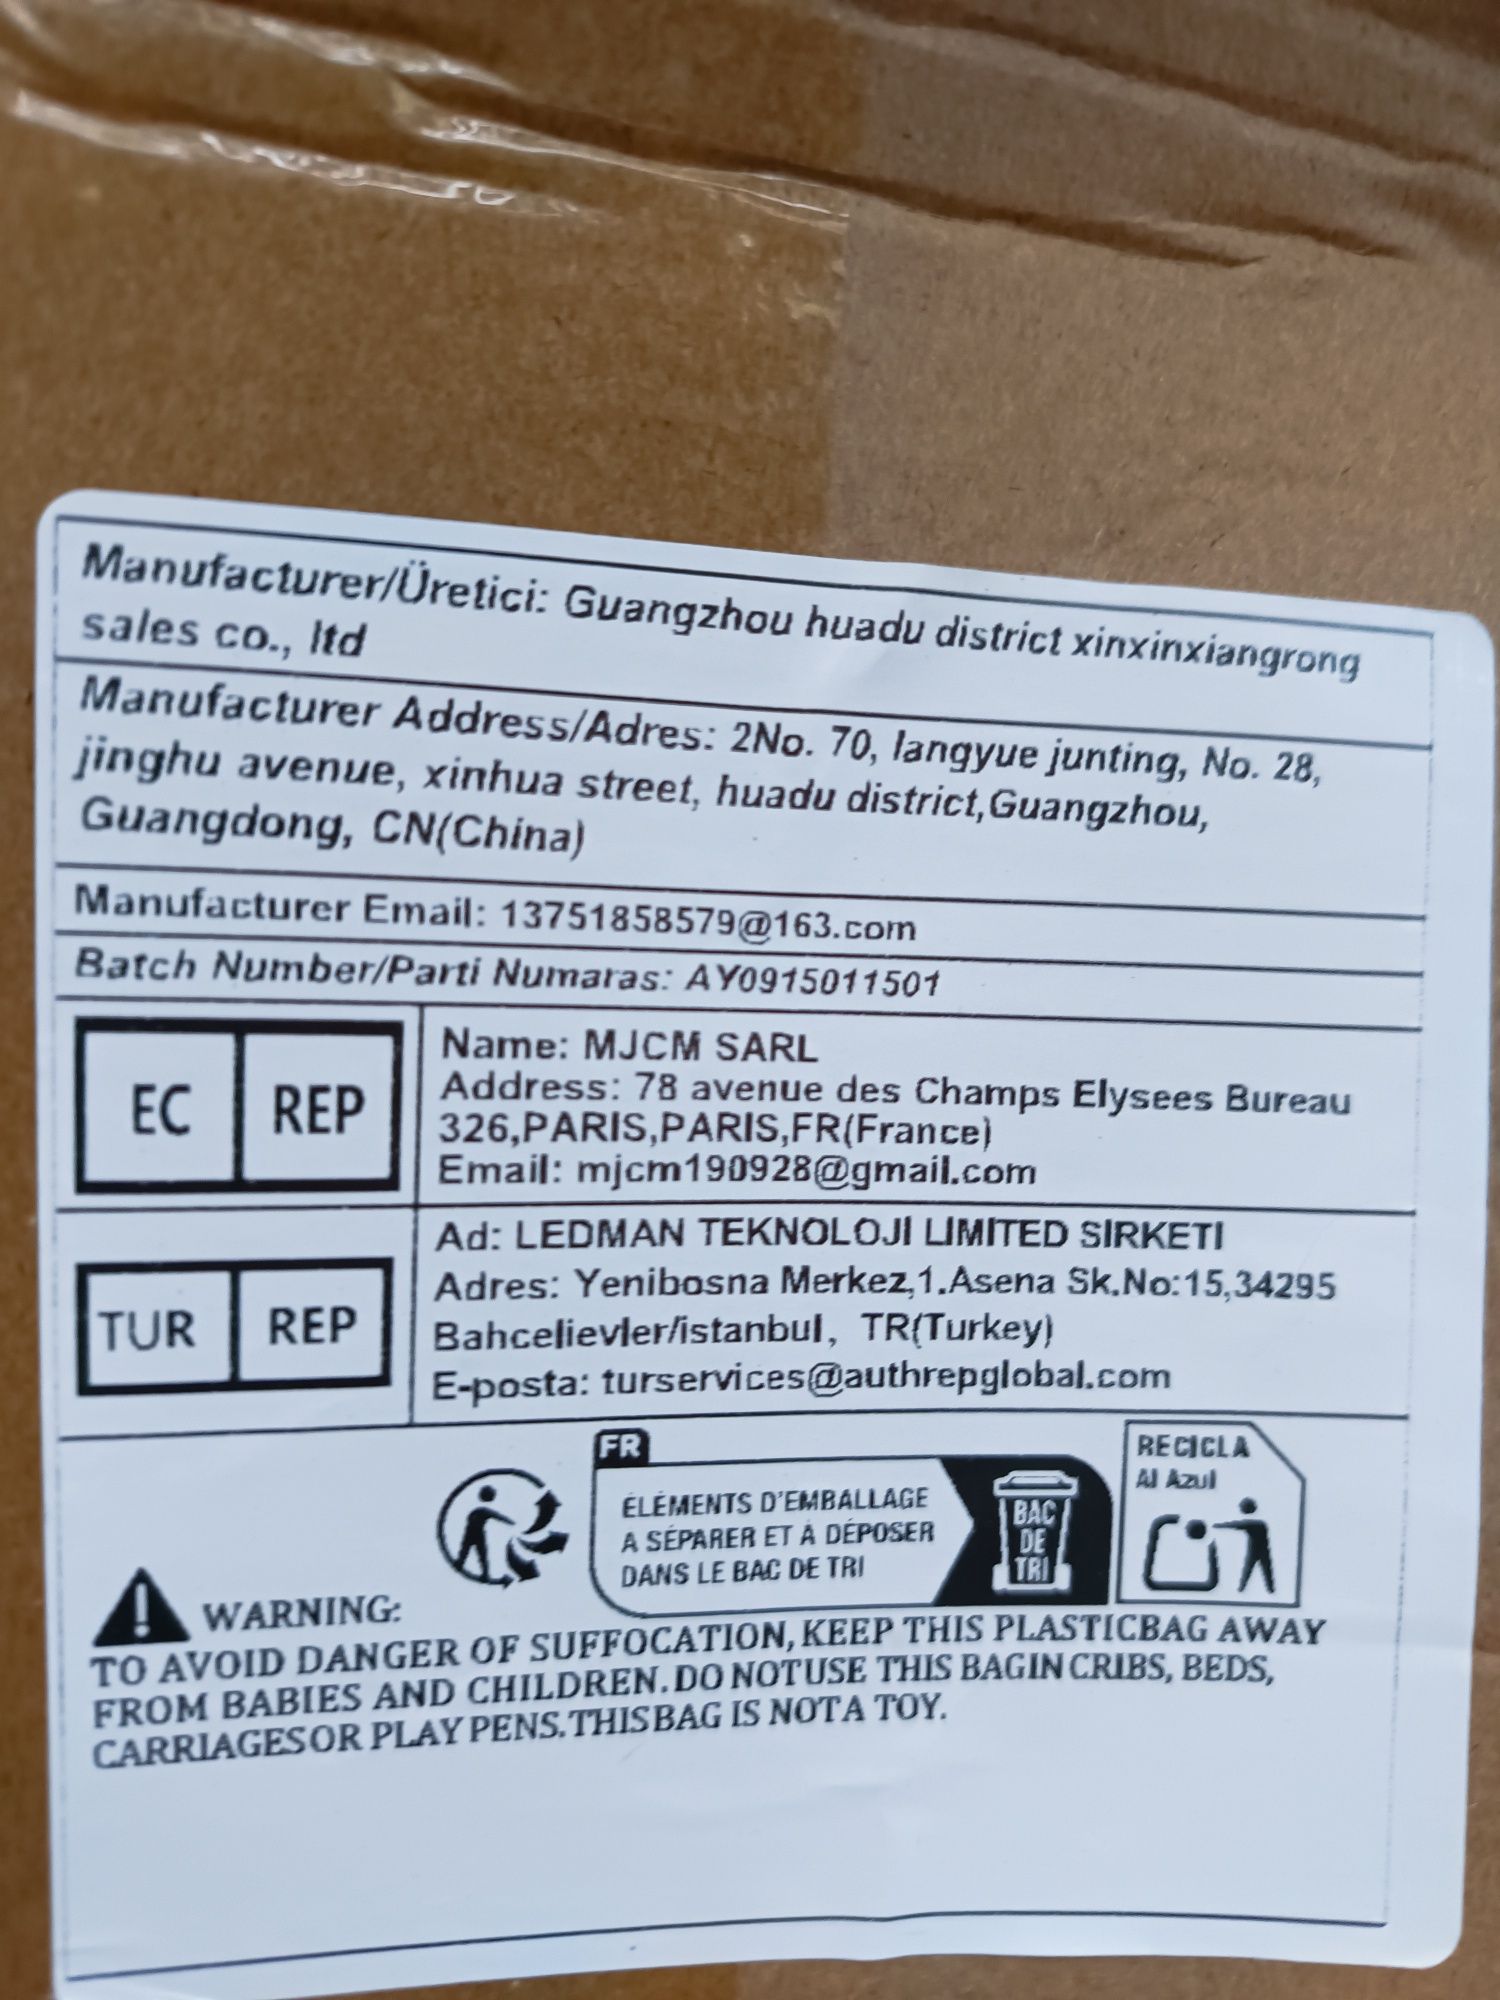 Manufacturer/Üretici: Guangzhou huadu district xinxinxiangrong
sales co., ltd
Manufacturer Address/Adres: 2No. 70, langyue junting, No. 28,
jinghu avenue, xinhua street, huadu district,Guangzhou,
Guangdong, CN(China)
Manufacturer Email: 13751858579@163.com
Batch Number/Parti Numaras: AY0915011501
EC REP
Name: MJCM SARL
Address: 78 avenue des Champs Elysees Bureau
326,PARIS,PARIS,FR(France)
Email: mjcm190928@gmail.com
TUR REP
Ad: LEDMAN TEKNOLOJI LIMITED SIRKETI
Adres: Yenibosna Merkez,1.Asena Sk.No:15,34295
Bahcelievler/istanbul, TR(Turkey)
E-posta: turservices@authrepglobal.com
FR
ÉLÉMENTS D'EMBALLAGE
A SÉPARER ET À DÉPOSER
DANS LE BAC DE TRI
BAC
DE
TRI
RECICLA
Al Azul
WARNING:
TO AVOID DANGER OF SUFFOCATION, KEEP THIS PLASTICBAG AWAY
FROM BABIES AND CHILDREN. DO NOTUSE THIS BAGIN CRIBS, BEDS,
CARRIAGESOR PLAY PENS. THISBAG IS NOTA TOY.